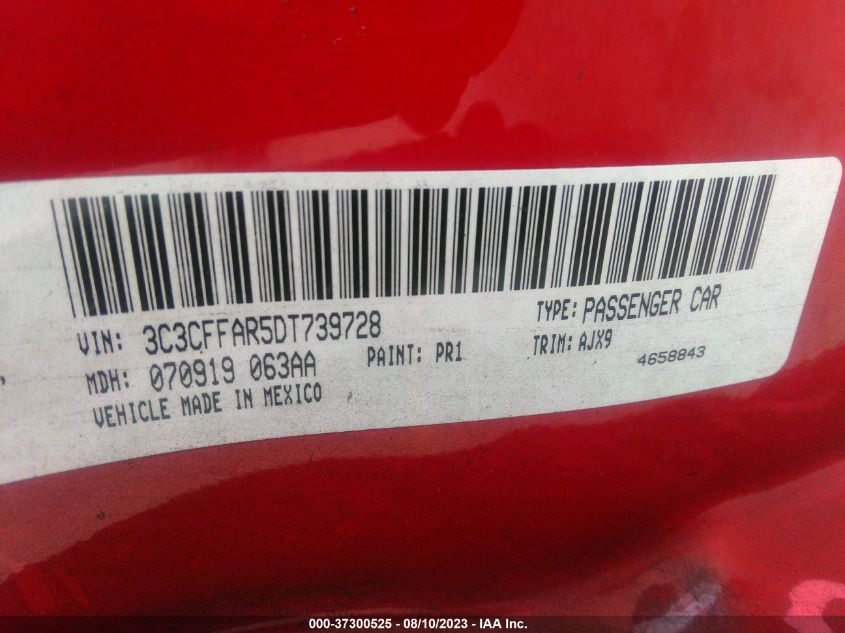 VIN: 3C3CFFAR5DT739728 TYPE: PASSENGER CAR
MDH: 070919 063AA PAINT: PR1 TRIM: AJX9
VEHICLE MADE IN MEXICO 4658843
000-37300525 - 08/10/2023 - IAA Inc.